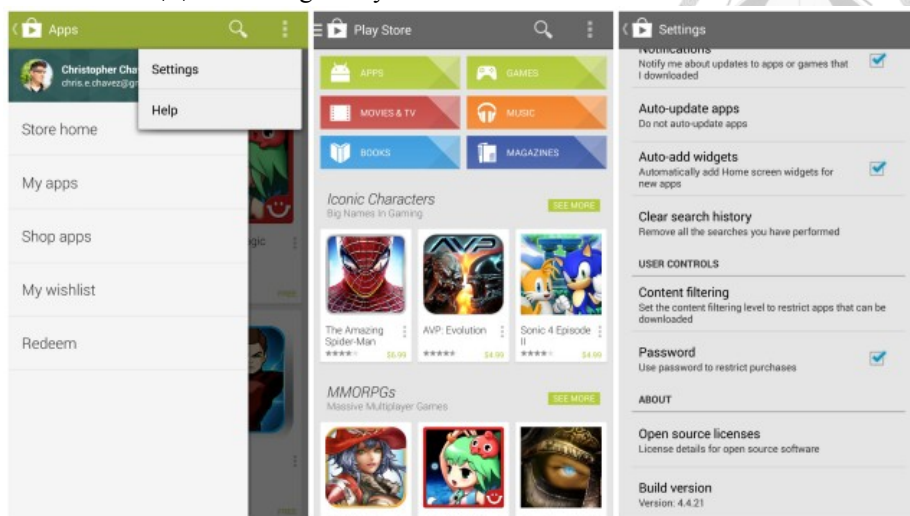 Apps
Christopher Cha
chris.e.chavez@gm
Settings
Help
Store home
My apps
Shop apps
My wishlist
Redeem
FREE
FREE
Play Store
APPS
GAMES
MOVIES & TV
MUSIC
BOOKS
MAGAZINES
Iconic Characters
Big Names In Gaming
SEE MORE
The Amazing
Spider-Man
$6.99
AVP: Evolution
$4.99
Sonic 4 Episode
II
$4.99
MMORPGs
Massive Multiplayer Games
SEE MORE
Settings
Notifications
Notify me about updates to apps or games that
I downloaded
Auto-update apps
Do not auto-update apps
Auto-add widgets
Automatically add Home screen widgets for
new apps
Clear search history
Remove all the searches you have performed
USER CONTROLS
Content filtering
Set the content filtering level to restrict apps that can be
downloaded
Password
Use password to restrict purchases
ABOUT
Open source licenses
License details for open source software
Build version
Version: 4.4.21